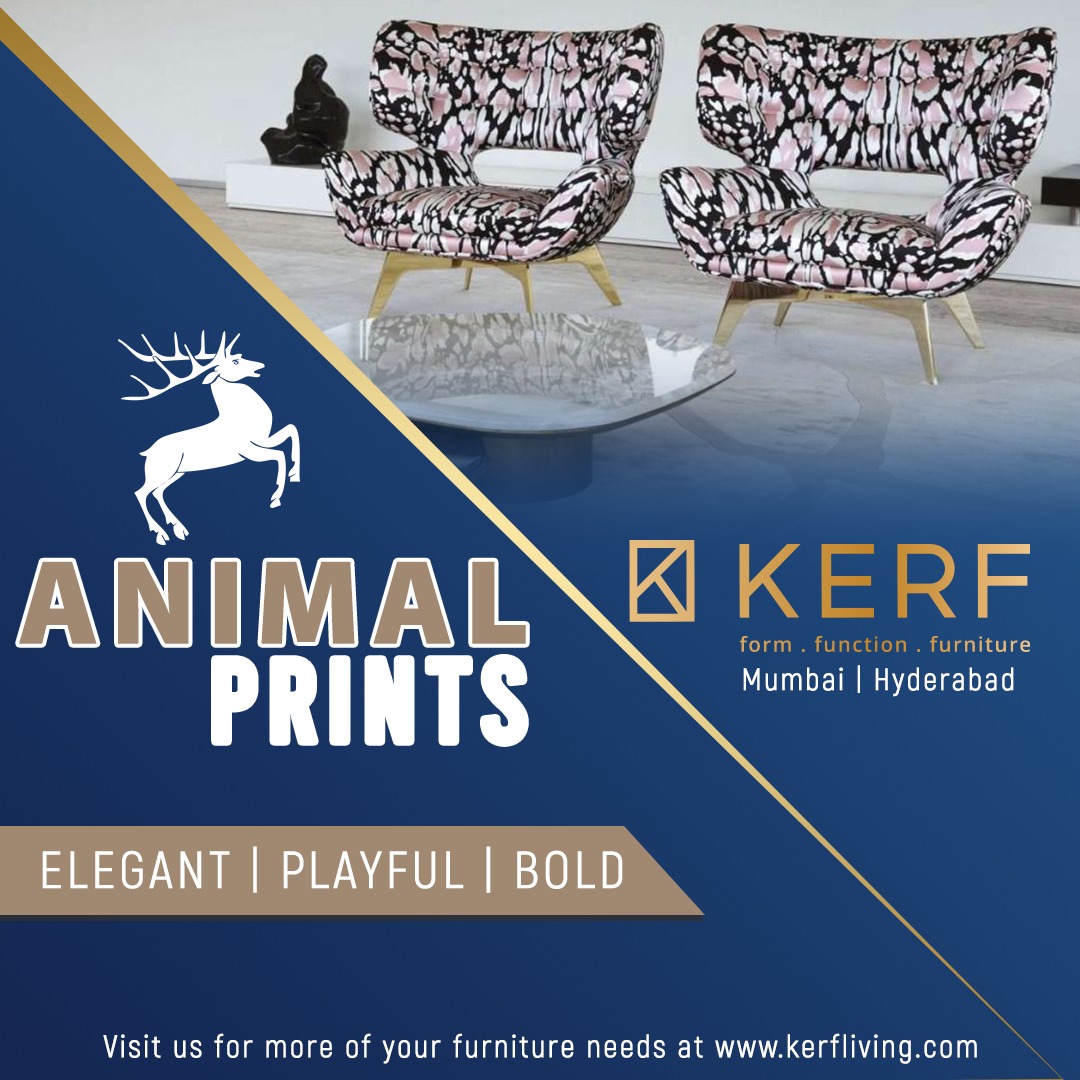 ANIMAL
PRINTS
KERF
form . function . furniture
Mumbai | Hyderabad
ELEGANT | PLAYFUL | BOLD
Visit us for more of your furniture needs at www.kerfliving.com